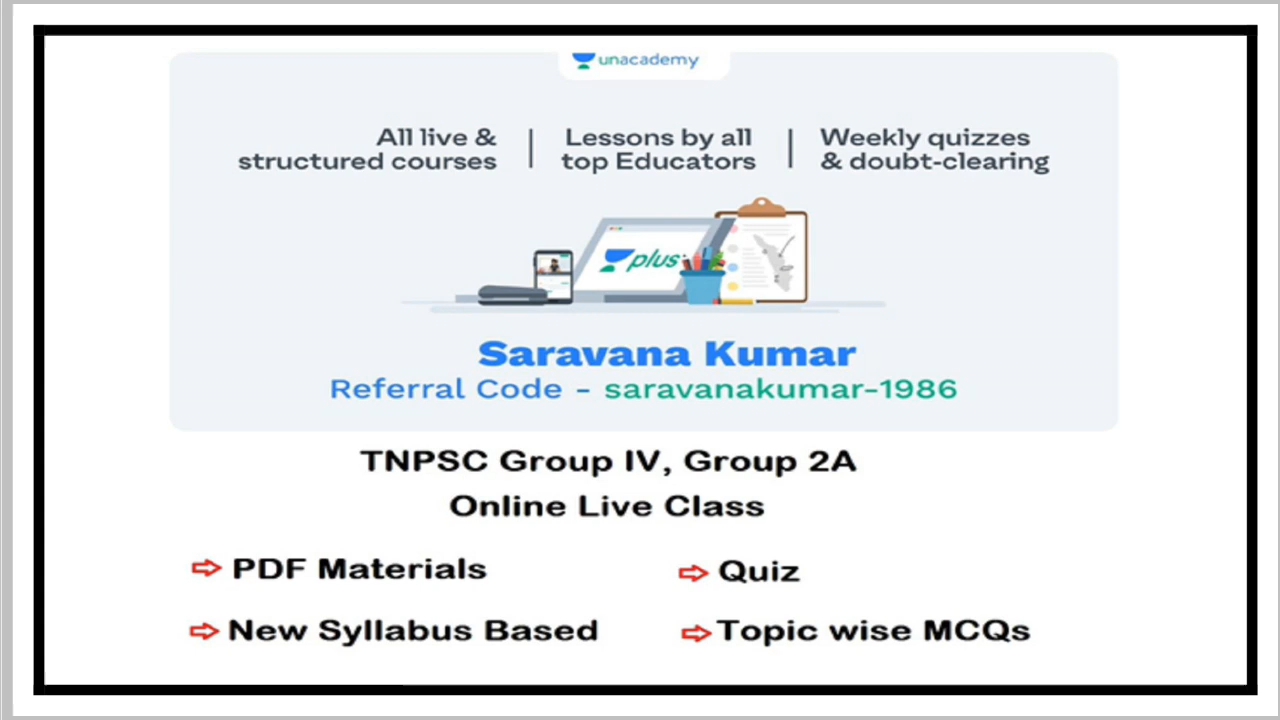 unacademy
All live & structured courses
Lessons by all top Educators
Weekly quizzes & doubt-clearing
plus
Saravana Kumar
Referral Code - saravanakumar-1986
TNPSC Group IV, Group 2A
Online Live Class
PDF Materials
Quiz
New Syllabus Based
Topic wise MCQs